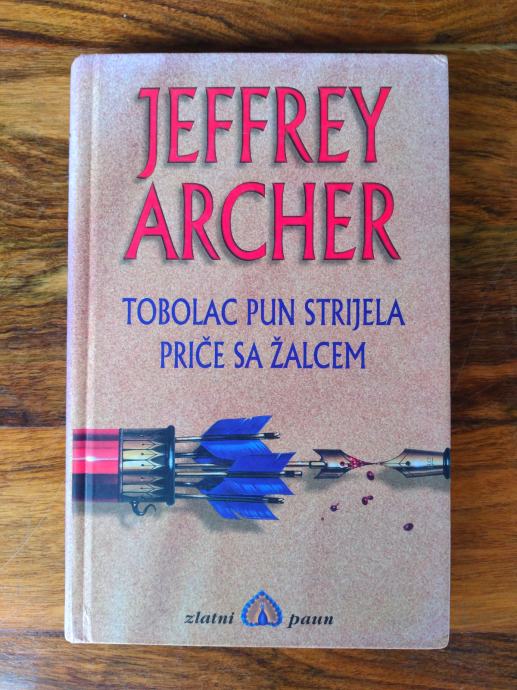 JEFFREY
ARCHER
TOBOLAC PUN STRIJELA
PRIČE SA ŽALCEM
zlatni paun